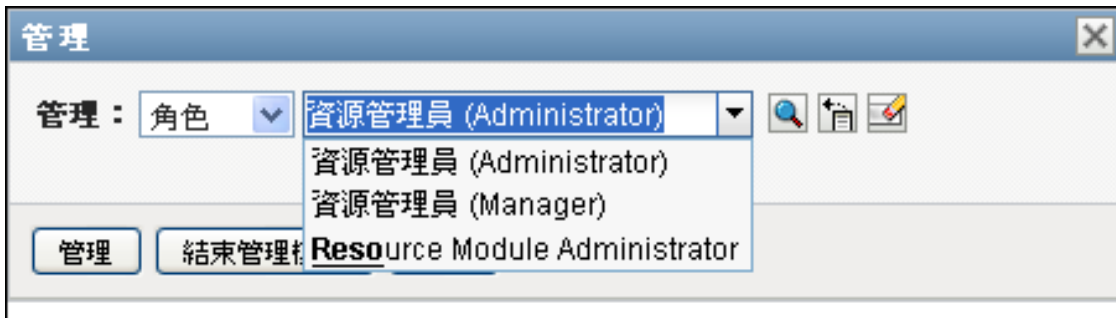 管理
管理： 角色 資源管理員 (Administrator)
資源管理員 (Administrator)
資源管理員 (Manager)
Resource Module Administrator
管理 結束管理